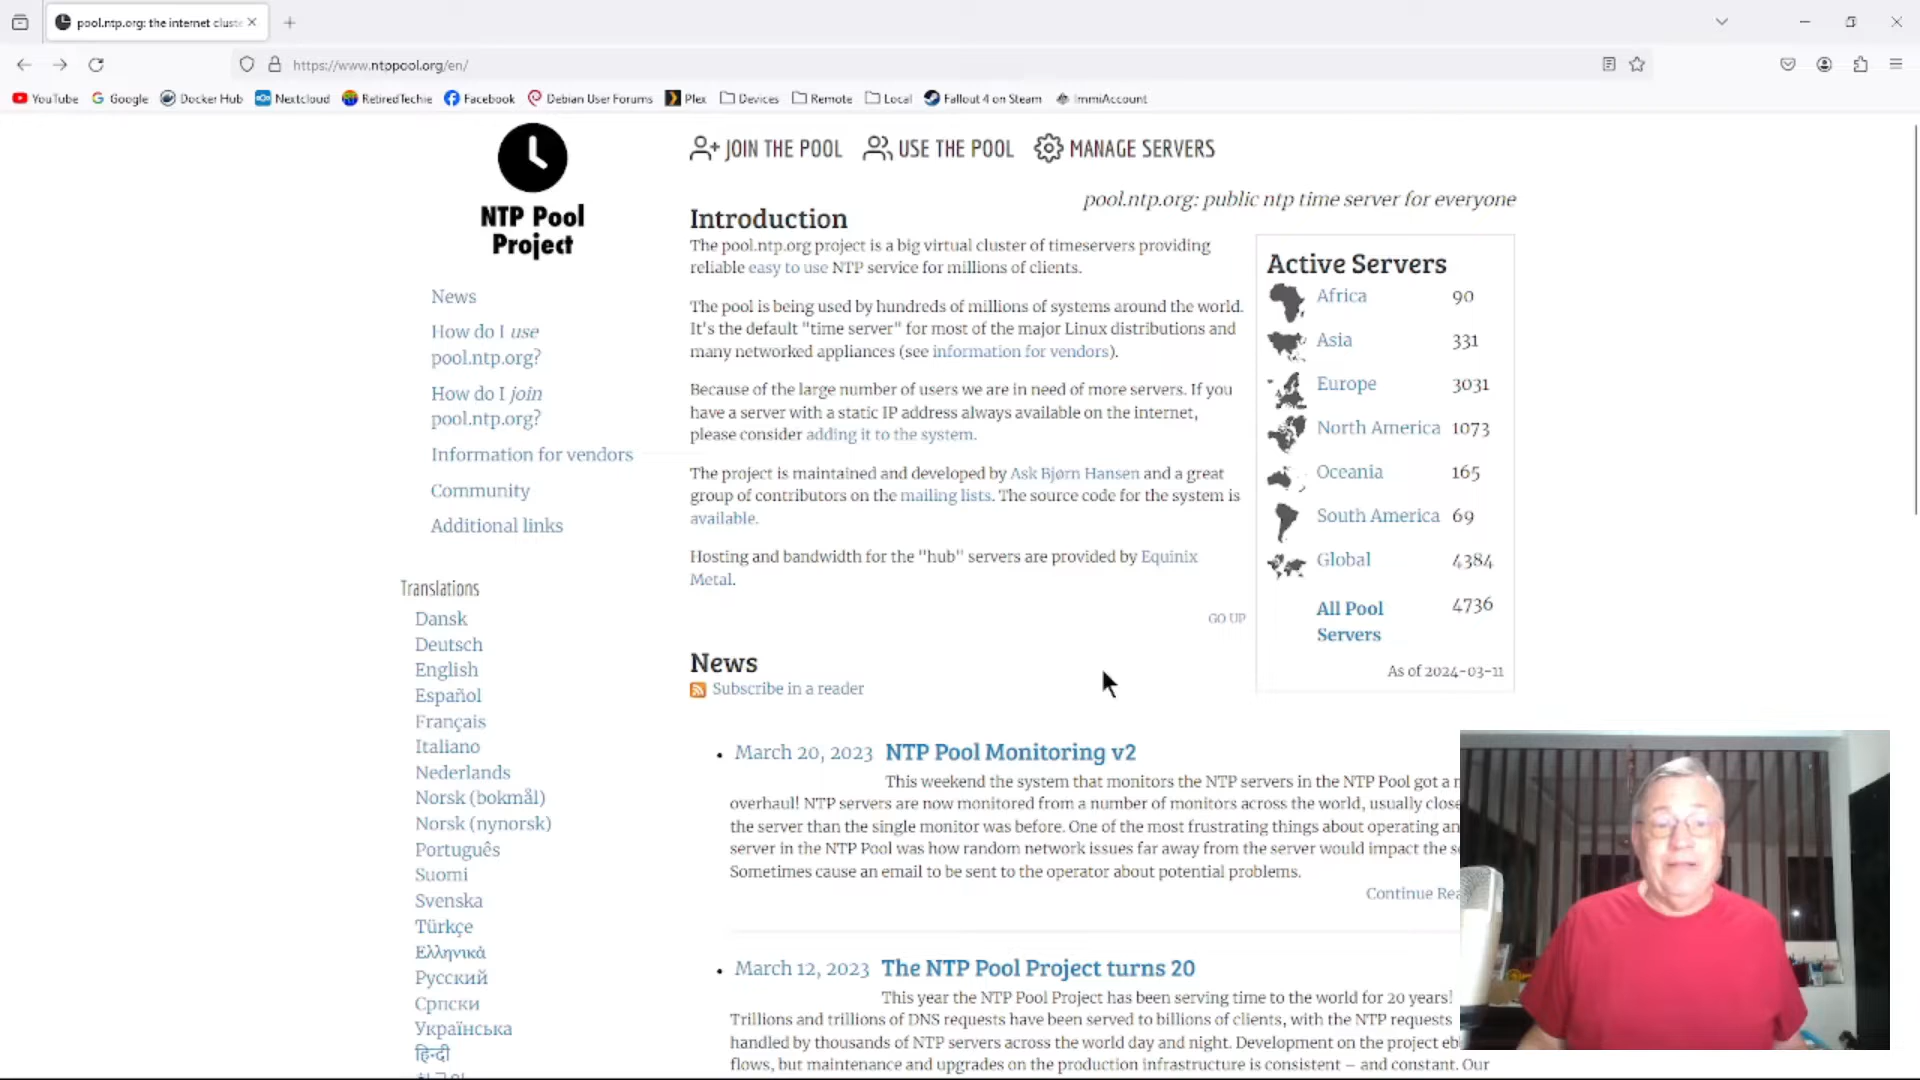 pool.ntp.org: the internet cluste
https://www.ntppool.org/en/
YouTube Google Docker Hub Nextcloud RetiredTechie Facebook Debian User Forums Plex Devices Remote Local Fallout 4 on Steam ImmiAccount
NTP Pool
Project
News
How do I use
pool.ntp.org?
How do I join
pool.ntp.org?
Information for vendors
Community
Additional links
Translations
Dansk
Deutsch
English
Español
Français
Italiano
Nederlands
Norsk (bokmål)
Norsk (nynorsk)
Português
Suomi
Svenska
Türkçe
Ελληνικά
Русский
Српски
Українська
हिन्दी
JOIN THE POOL USE THE POOL MANAGE SERVERS
pool.ntp.org: public ntp time server for everyone
Introduction
The pool.ntp.org project is a big virtual cluster of timeservers providing
reliable easy to use NTP service for millions of clients.
The pool is being used by hundreds of millions of systems around the world.
It's the default "time server" for most of the major Linux distributions and
many networked appliances (see information for vendors).
Because of the large number of users we are in need of more servers. If you
have a server with a static IP address always available on the internet,
please consider adding it to the system.
The project is maintained and developed by Ask Bjørn Hansen and a great
group of contributors on the mailing lists. The source code for the system is
available.
Hosting and bandwidth for the "hub" servers are provided by Equinix
Metal.
GO UP
Active Servers
Africa 90
Asia 331
Europe 3031
North America 1073
Oceania 165
South America 69
Global 4384
All Pool 4736
Servers
As of 2024-03-11
News
Subscribe in a reader
March 20, 2023 NTP Pool Monitoring v2
This weekend the system that monitors the NTP servers in the NTP Pool got a
overhaul! NTP servers are now monitored from a number of monitors across the world, usually close
the server than the single monitor was before. One of the most frustrating things about operating an
server in the NTP Pool was how random network issues far away from the server would impact the
Sometimes cause an email to be sent to the operator about potential problems.
Continue Rea
March 12, 2023 The NTP Pool Project turns 20
This year the NTP Pool Project has been serving time to the world for 20 years!
Trillions and trillions of DNS requests have been served to billions of clients, with the NTP requests
handled by thousands of NTP servers across the world day and night. Development on the project eb
flows, but maintenance and upgrades on the production infrastructure is consistent – and constant. Our